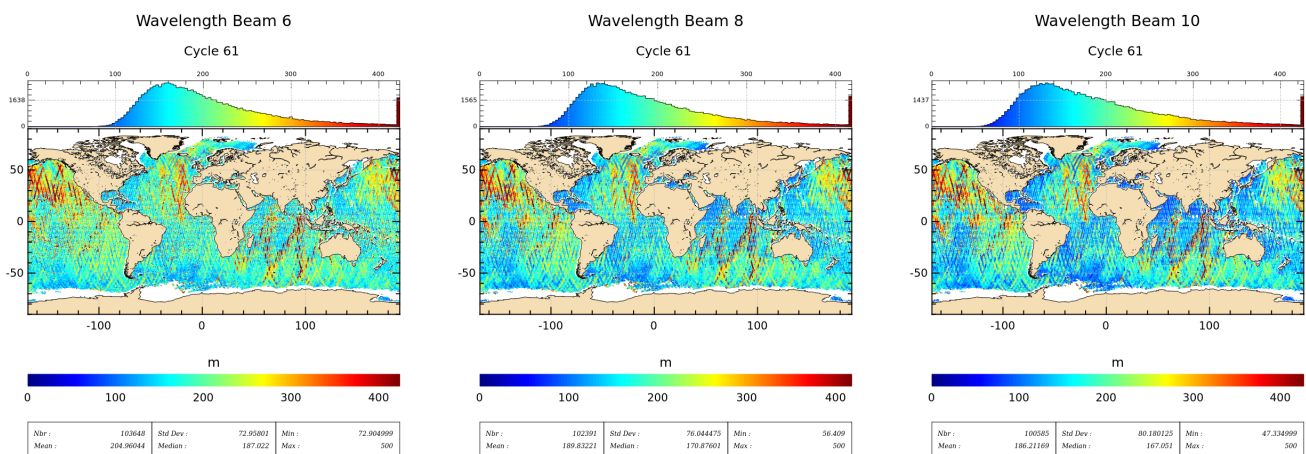 Wavelength Beam 6
Cycle 61
0 100 200 300 400
1638
0
50
0
-50
-100 0 100
m
0 100 200 300 400
Nbr : 103648 Std Dev : 72.95801 Min : 72.904999
Mean : 204.96044 Median : 187.022 Max : 500
Wavelength Beam 8
Cycle 61
0 100 200 300 400
1565
0
50
0
-50
-100 0 100
m
0 100 200 300 400
Nbr : 102391 Std Dev : 76.044475 Min : 56.409
Mean : 189.83221 Median : 170.87601 Max : 500
Wavelength Beam 10
Cycle 61
0 100 200 300 400
1437
0
50
0
-50
-100 0 100
m
0 100 200 300 400
Nbr : 100585 Std Dev : 80.180125 Min : 47.334999
Mean : 186.21169 Median : 167.051 Max : 500